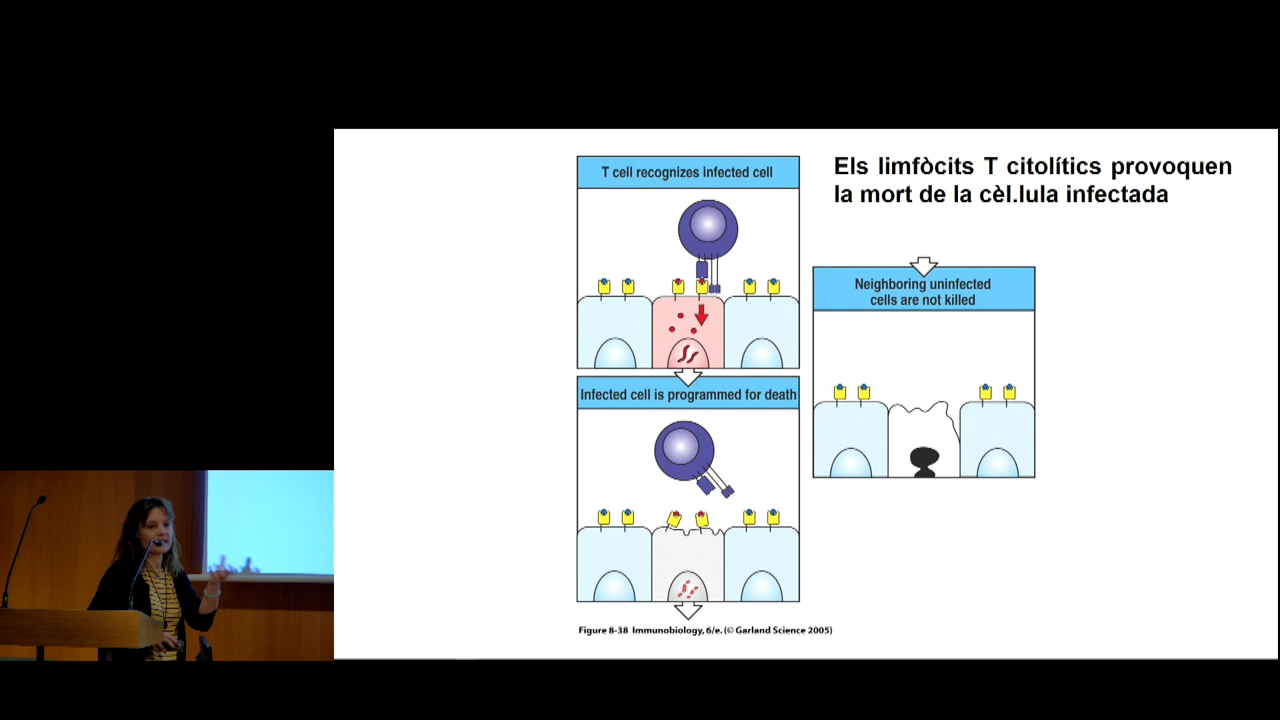 Els limfòcits T citolítics provoquen
la mort de la cèl.lula infectada
T cell recognizes infected cell
Infected cell is programmed for death
Neighboring uninfected
cells are not killed
Figure 8-38 Immunobiology, 6/e. (© Garland Science 2005)